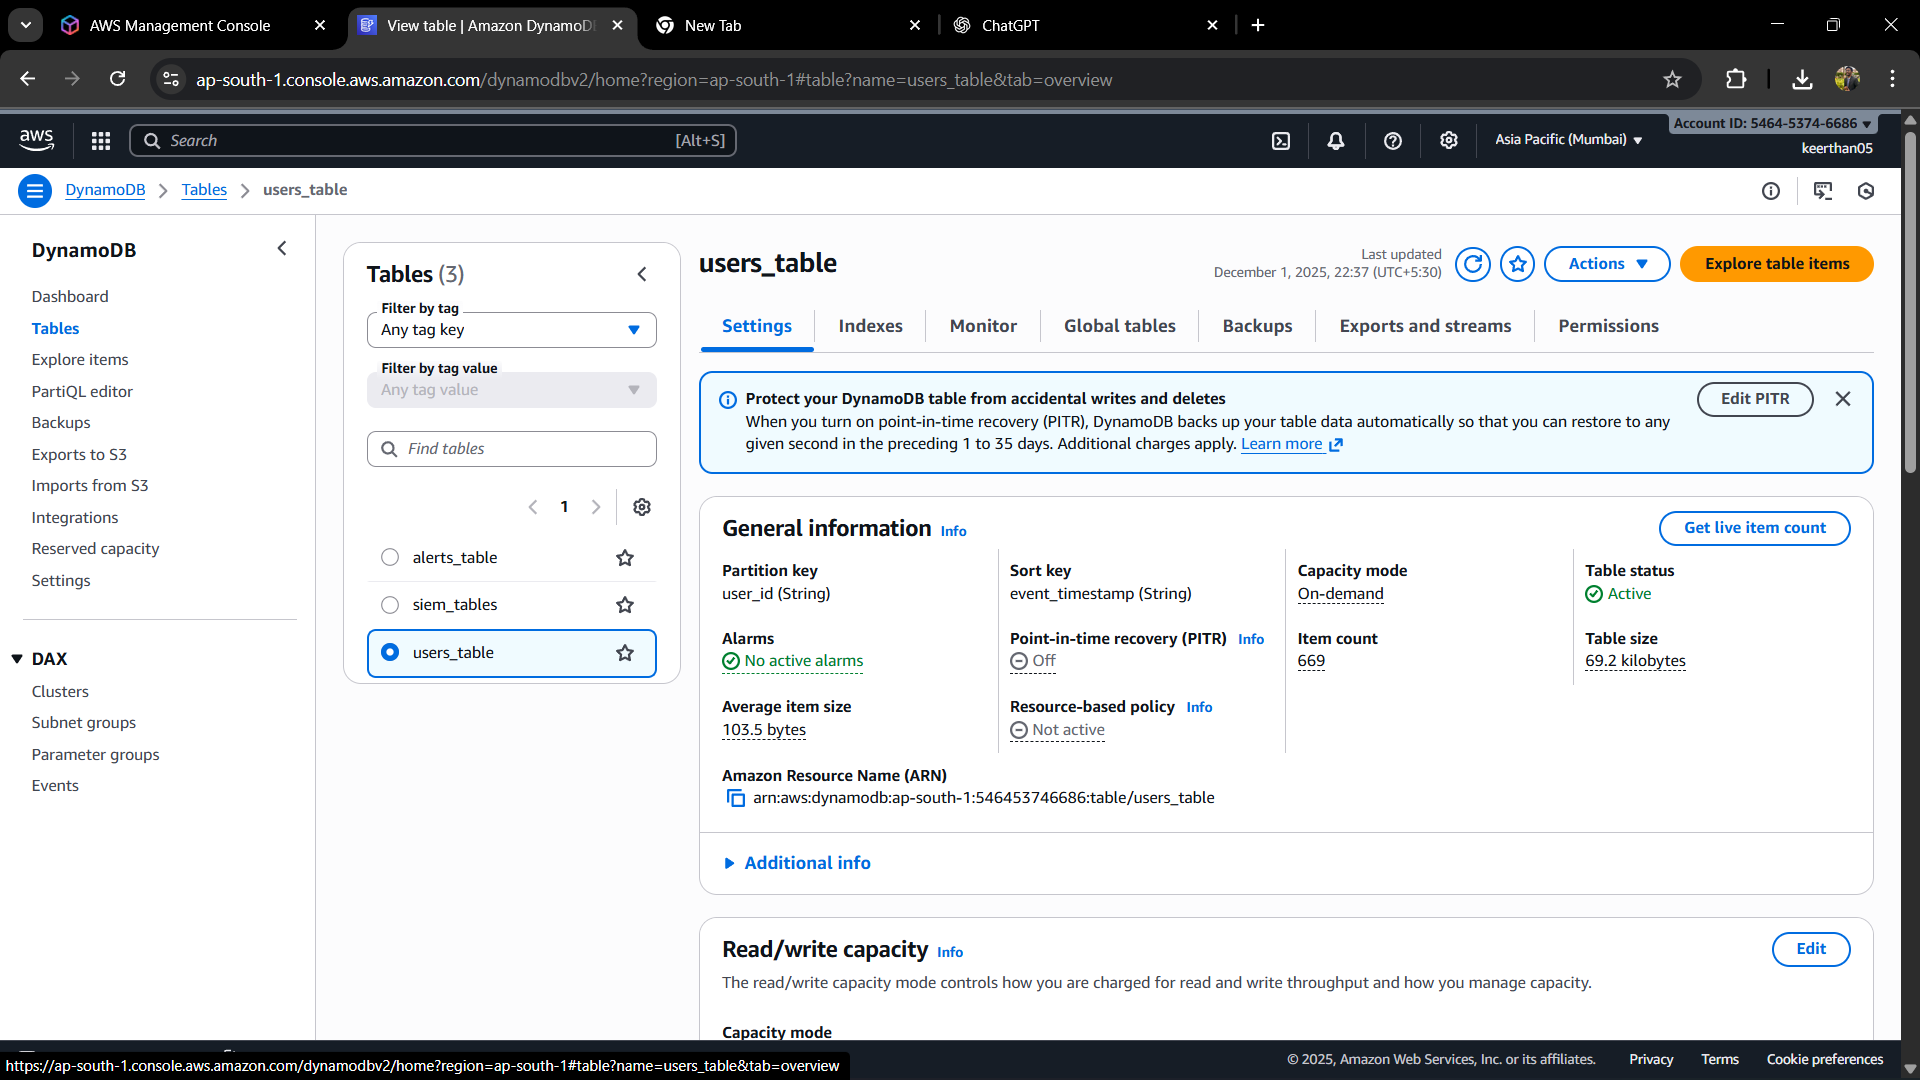 AWS Management Console
View table | Amazon DynamoD
New Tab
ChatGPT
ap-south-1.console.aws.amazon.com/dynamodbv2/home?region=ap-south-1#table?name=users_table&tab=overview
aws
Search
[Alt+S]
Asia Pacific (Mumbai)
Account ID: 5464-5374-6686
keerthan05
DynamoDB
Tables
users_table
DynamoDB
Dashboard
Tables
Explore items
PartiQL editor
Backups
Exports to S3
Imports from S3
Integrations
Reserved capacity
Settings
DAX
Clusters
Subnet groups
Parameter groups
Events
Tables (3)
Filter by tag
Any tag key
Filter by tag value
Any tag value
Find tables
1
alerts_table
siem_tables
users_table
users_table
Last updated
December 1, 2025, 22:37 (UTC+5:30)
Actions
Explore table items
Settings
Indexes
Monitor
Global tables
Backups
Exports and streams
Permissions
Protect your DynamoDB table from accidental writes and deletes
When you turn on point-in-time recovery (PITR), DynamoDB backs up your table data automatically so that you can restore to any
given second in the preceding 1 to 35 days. Additional charges apply. Learn more
Edit PITR
General information Info
Get live item count
Partition key
user_id (String)
Sort key
event_timestamp (String)
Capacity mode
On-demand
Table status
Active
Alarms
No active alarms
Point-in-time recovery (PITR) Info
Off
Item count
669
Table size
69.2 kilobytes
Average item size
103.5 bytes
Resource-based policy Info
Not active
Amazon Resource Name (ARN)
arn:aws:dynamodb:ap-south-1:546453746686:table/users_table
Additional info
Read/write capacity Info
Edit
The read/write capacity mode controls how you are charged for read and write throughput and how you manage capacity.
Capacity mode
https://ap-south-1.console.aws.amazon.com/dynamodbv2/home?region=ap-south-1#table?name=users_table&tab=overview
© 2025, Amazon Web Services, Inc. or its affiliates.
Privacy
Terms
Cookie preferences